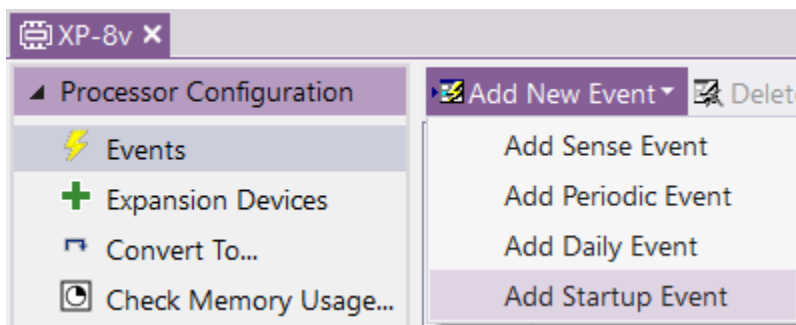 XP-8v
Processor Configuration
Events
Expansion Devices
Convert To...
Check Memory Usage...
Add New Event
Delet
Add Sense Event
Add Periodic Event
Add Daily Event
Add Startup Event